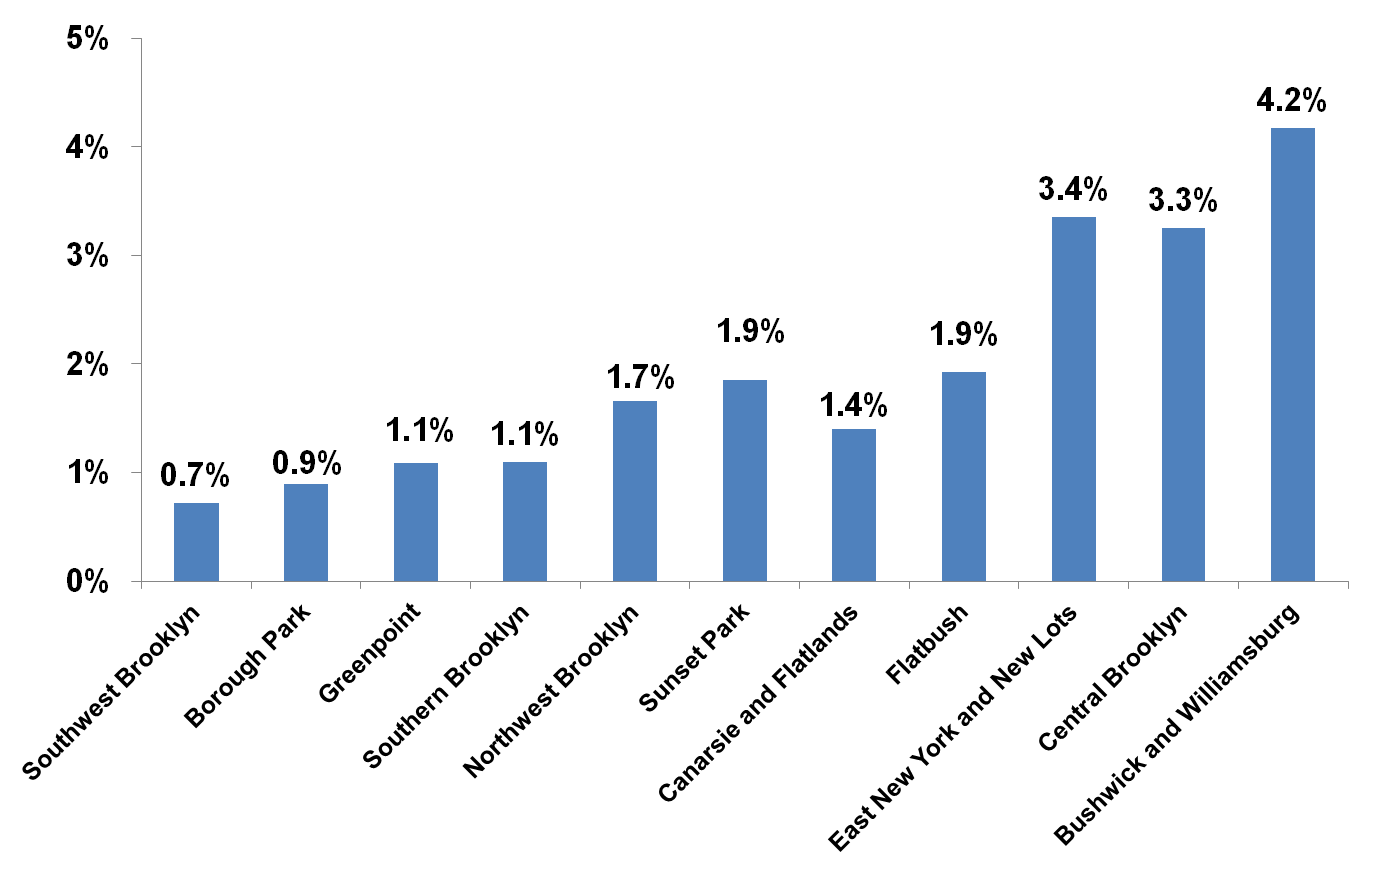 5%
4%
3%
2%
1%
0%
0.7%
0.9%
1.1%
1.1%
1.7%
1.9%
1.4%
1.9%
3.4%
3.3%
4.2%
Southwest Brooklyn
Borough Park
Greenpoint
Southern Brooklyn
Northwest Brooklyn
Sunset Park
Canarsie and Flatlands
Flatbush
East New York and New Lots
Central Brooklyn
Bushwick and Williamsburg